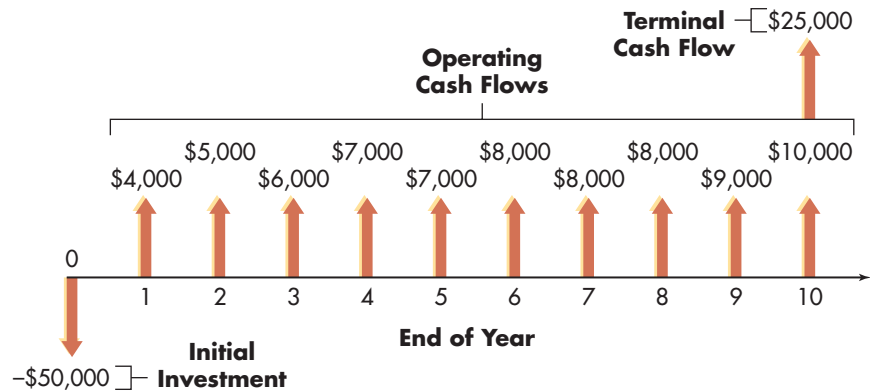 Terminal $25,000
Cash Flow
Operating
Cash Flows
$5,000 $7,000 $8,000 $8,000 $10,000
$4,000 $6,000 $7,000 $8,000 $9,000
0
1 2 3 4 5 6 7 8 9 10
End of Year
Initial
–$50,000 Investment